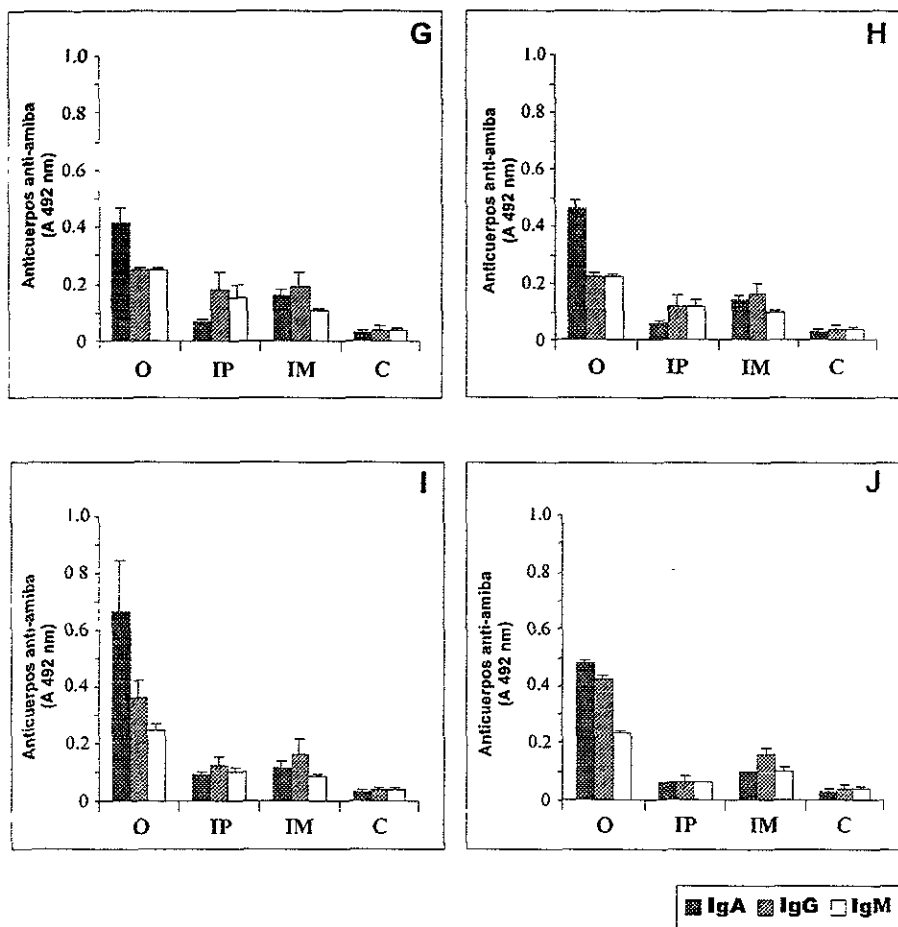 G
1.0
0.8
0.6
0.4
0.2
0
Anticuerpos anti-amiba
(A 492 nm)
O IP IM C
H
1.0
0.8
0.6
0.4
0.2
0
Anticuerpos anti-amiba
(A 492 nm)
O IP IM C
I
1.0
0.8
0.6
0.4
0.2
0
Anticuerpos anti-amiba
(A 492 nm)
O IP IM C
J
1.0
0.8
0.6
0.4
0.2
0
Anticuerpos anti-amiba
(A 492 nm)
O IP IM C
IgA IgG IgM